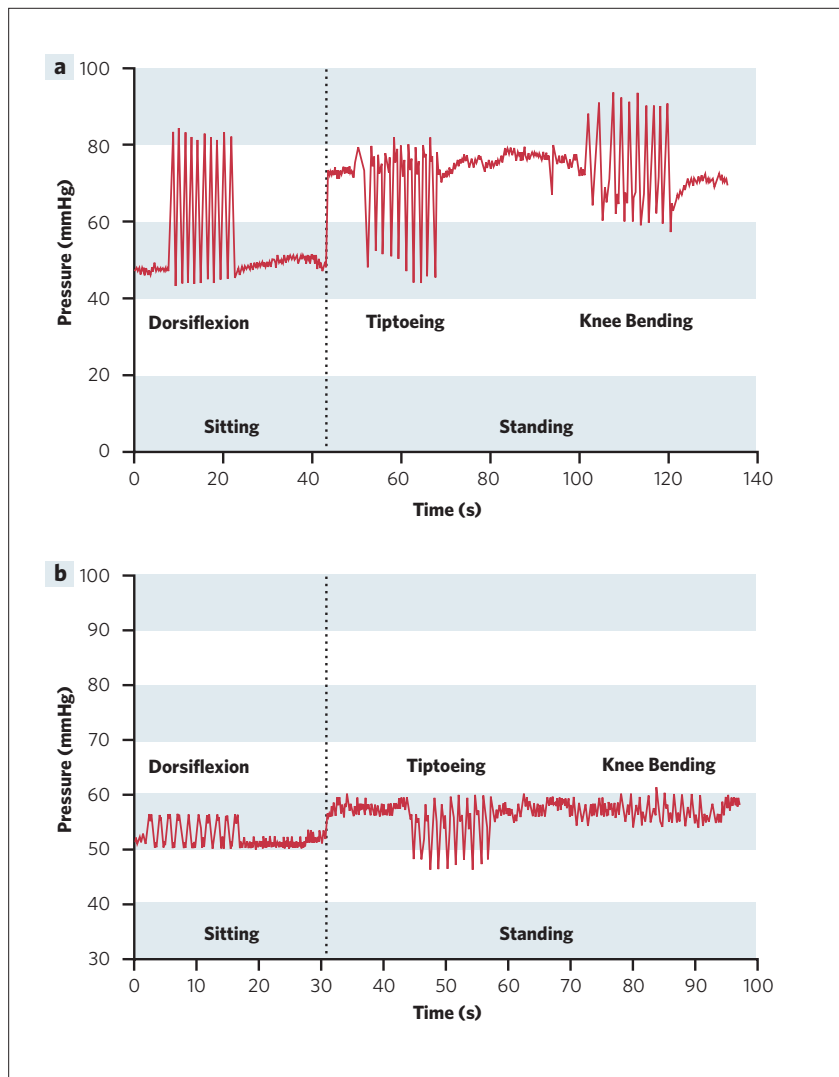 a
100
80
60
40
20
0
Pressure (mmHg)
Dorsiflexion
Tiptoeing
Knee Bending
Sitting
Standing
0 20 40 60 80 100 120 140
Time (s)
b
100
90
80
70
60
50
40
30
Pressure (mmHg)
Dorsiflexion
Tiptoeing
Knee Bending
Sitting
Standing
0 10 20 30 40 50 60 70 80 90 100
Time (s)